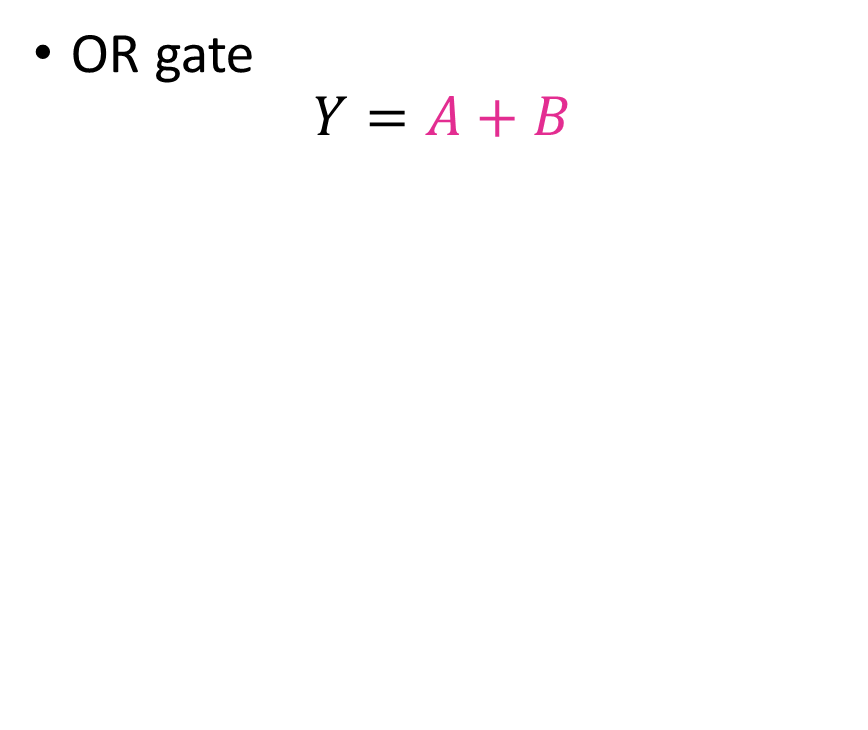 • OR gate
Y = A + B